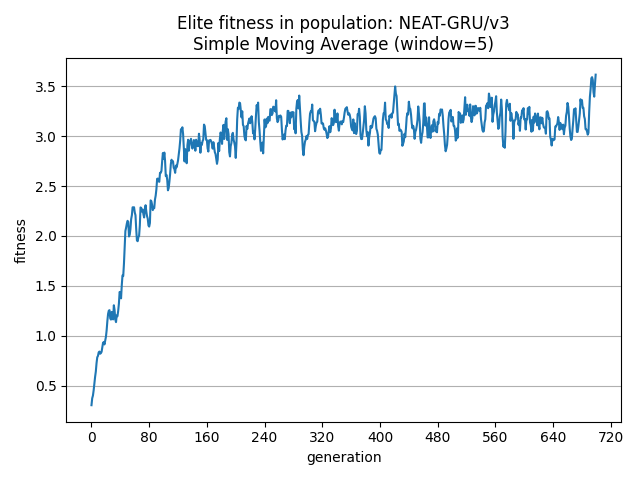 Elite fitness in population: NEAT-GRU/v3
Simple Moving Average (window=5)
fitness
3.5
3.0
2.5
2.0
1.5
1.0
0.5
0 80 160 240 320 400 480 560 640 720
generation